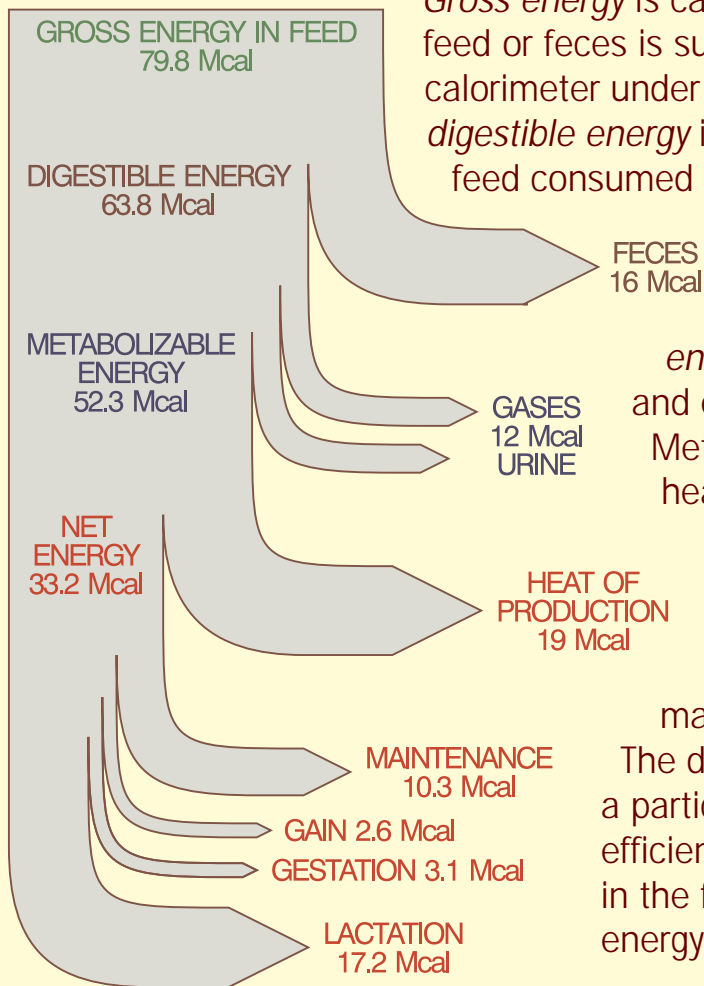 GROSS ENERGY IN FEED
79.8 Mcal
DIGESTIBLE ENERGY
63.8 Mcal
FECES
16 Mcal
METABOLIZABLE
ENERGY
52.3 Mcal
GASES
12 Mcal
URINE
NET
ENERGY
33.2 Mcal
HEAT OF
PRODUCTION
19 Mcal
MAINTENANCE
10.3 Mcal
GAIN 2.6 Mcal
GESTATION 3.1 Mcal
LACTATION
17.2 Mcal
Gross energy is ca
feed or feces is su
calorimeter under
digestible energy i
feed consumed
en
and
Met
hea
ma
The d
a partic
efficien
in the f
energy